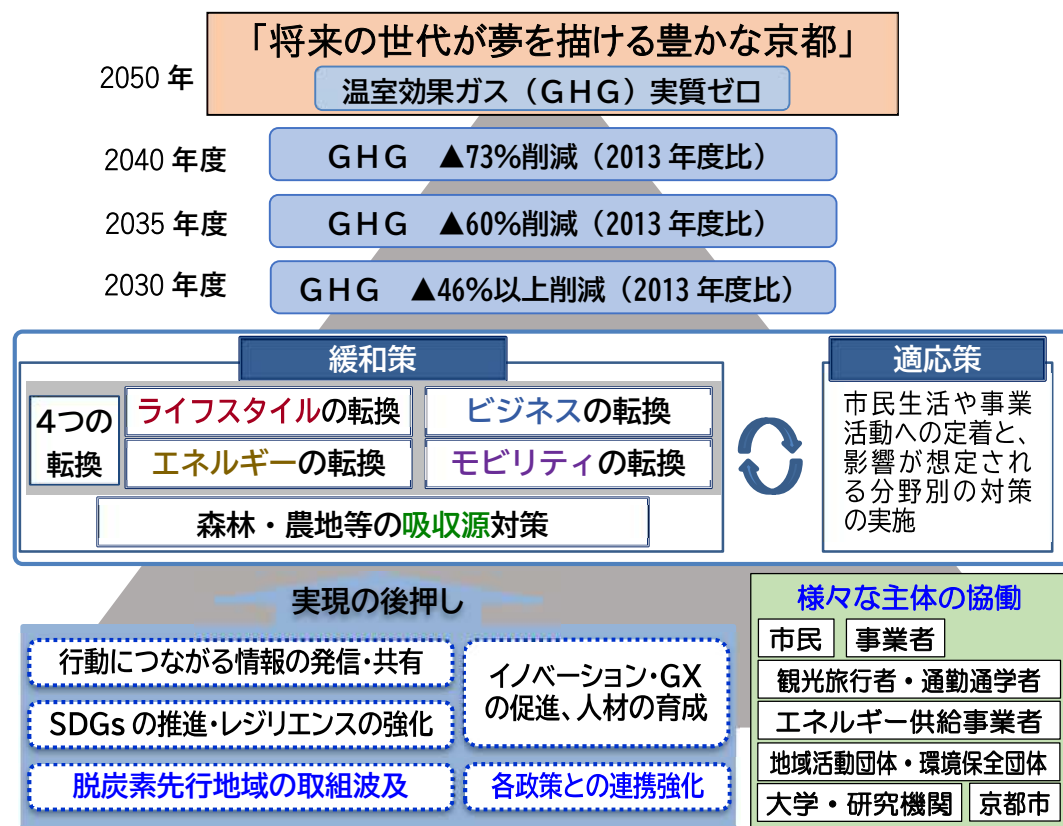 「将来の世代が夢を描ける豊かな京都」
2050 年
温室効果ガス（ＧＨＧ）実質ゼロ
2040 年度
ＧＨＧ　▲73%削減（2013 年度比）
2035 年度
ＧＨＧ　▲60%削減（2013 年度比）
2030 年度
ＧＨＧ　▲46%以上削減（2013 年度比）
緩和策
4つの
転換
ライフスタイルの転換
ビジネスの転換
エネルギーの転換
モビリティの転換
森林・農地等の吸収源対策
適応策
市民生活や事業
活動への定着と、
影響が想定され
る分野別の対策
の実施
実現の後押し
行動につながる情報の発信・共有
SDGs の推進・レジリエンスの強化
脱炭素先行地域の取組波及
イノベーション・GX
の促進、人材の育成
各政策との連携強化
様々な主体の協働
市民
事業者
観光旅行者・通勤通学者
エネルギー供給事業者
地域活動団体・環境保全団体
大学・研究機関
京都市